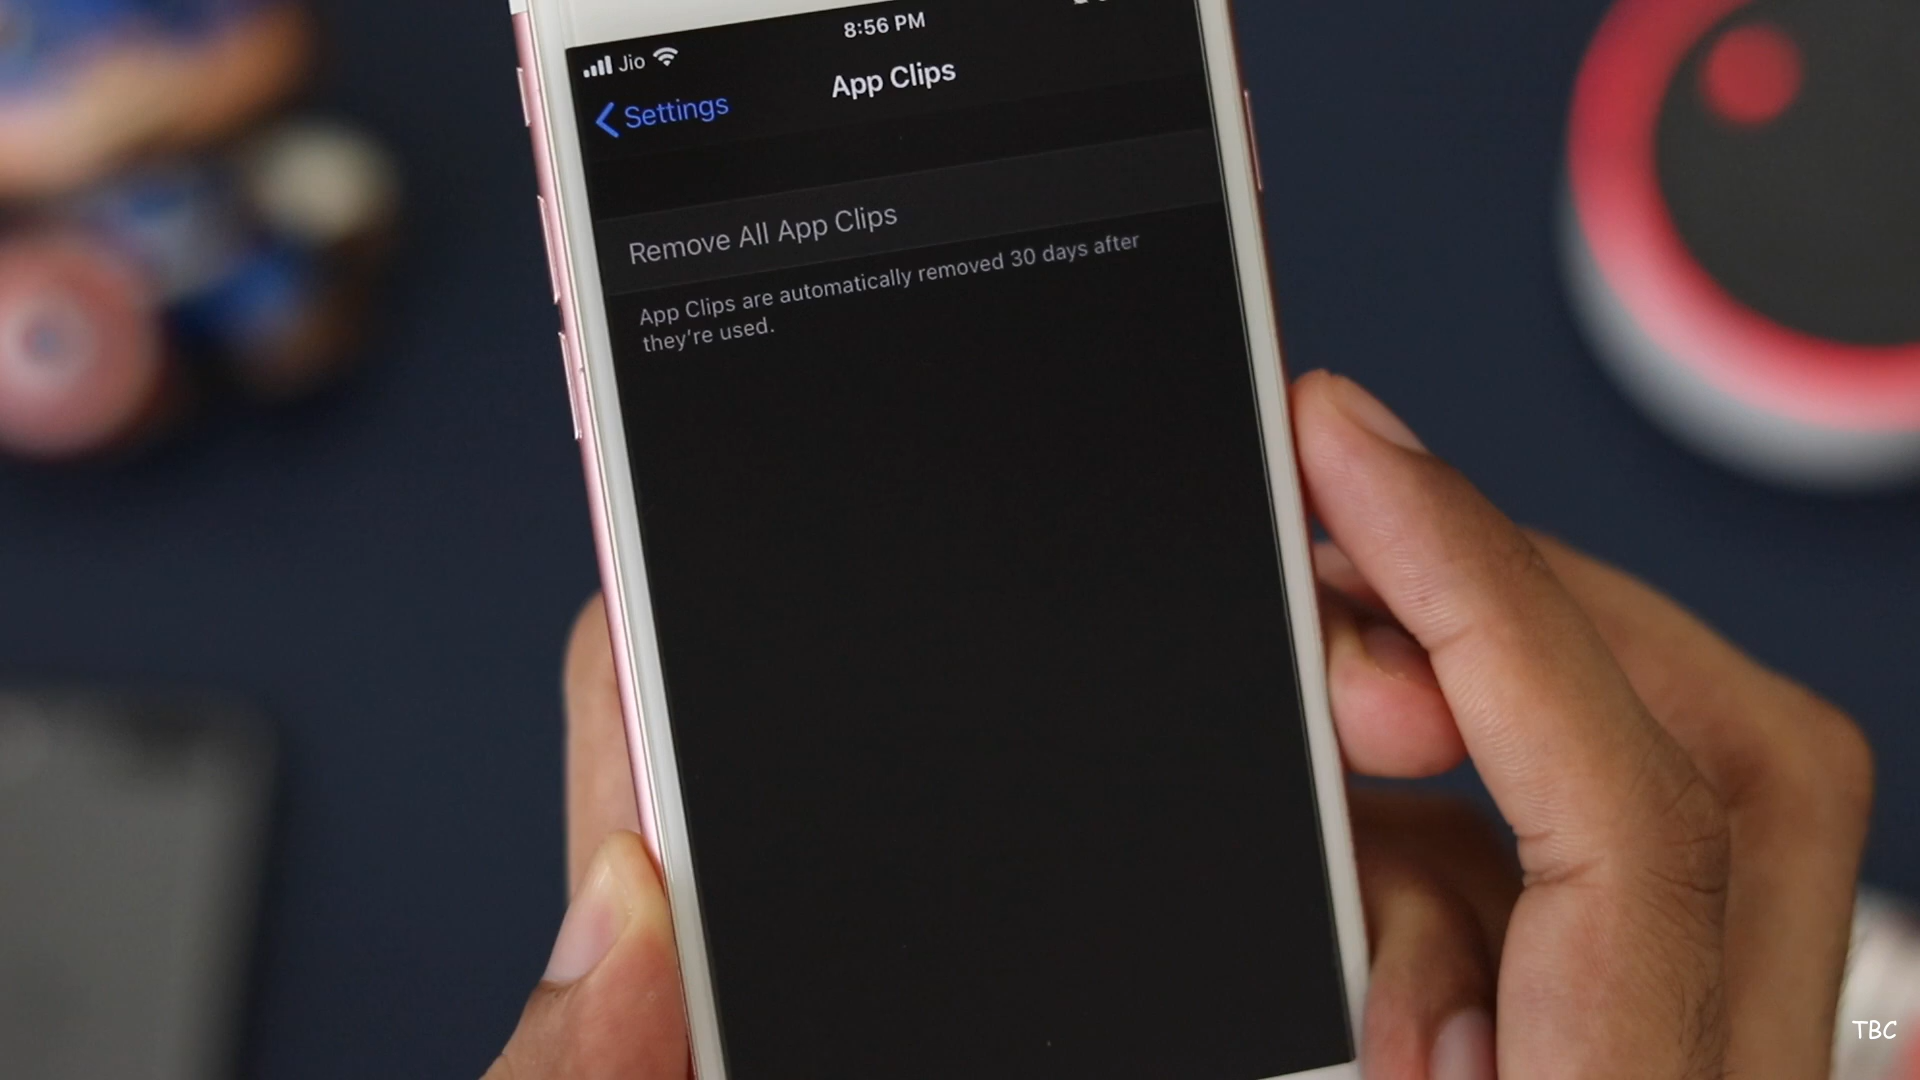 8:56 PM
Jio
Settings
App Clips
Remove All App Clips
App Clips are automatically removed 30 days after
they're used.
TBC